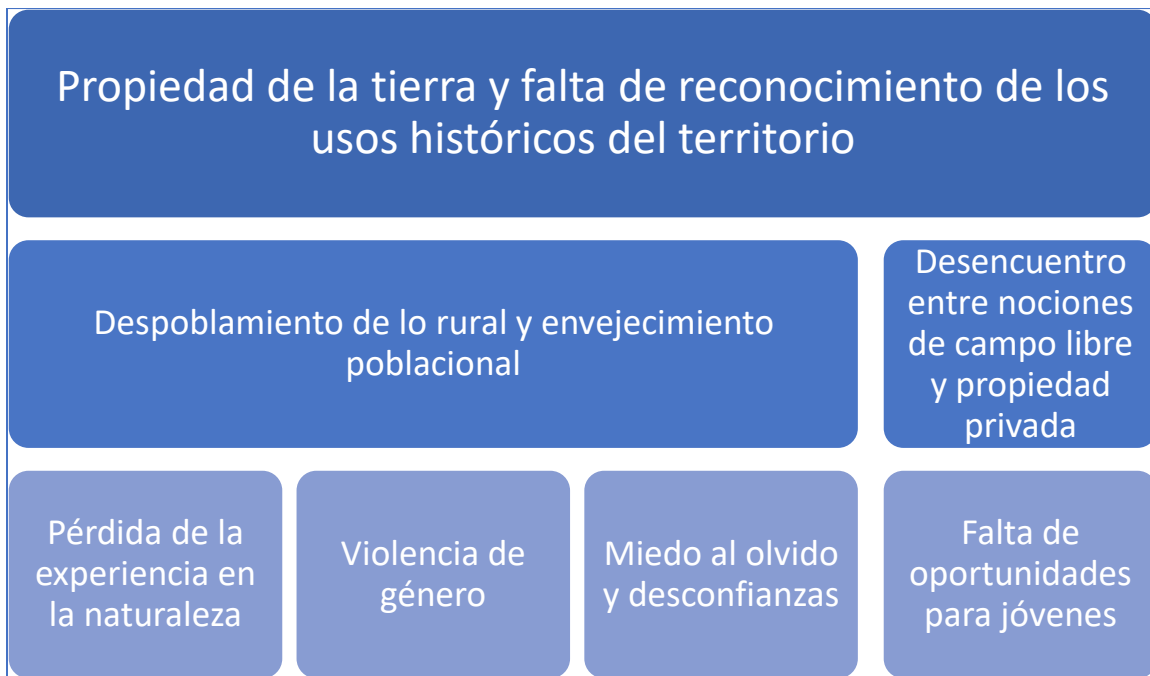 Propiedad de la tierra y falta de reconocimiento de los
usos históricos del territorio
Despoblamiento de lo rural y envejecimiento
poblacional
Desencuentro
entre nociones
de campo libre
y propiedad
privada
Pérdida de la
experiencia en
la naturaleza
Violencia de
género
Miedo al olvido
y desconfianzas
Falta de
oportunidades
para jóvenes